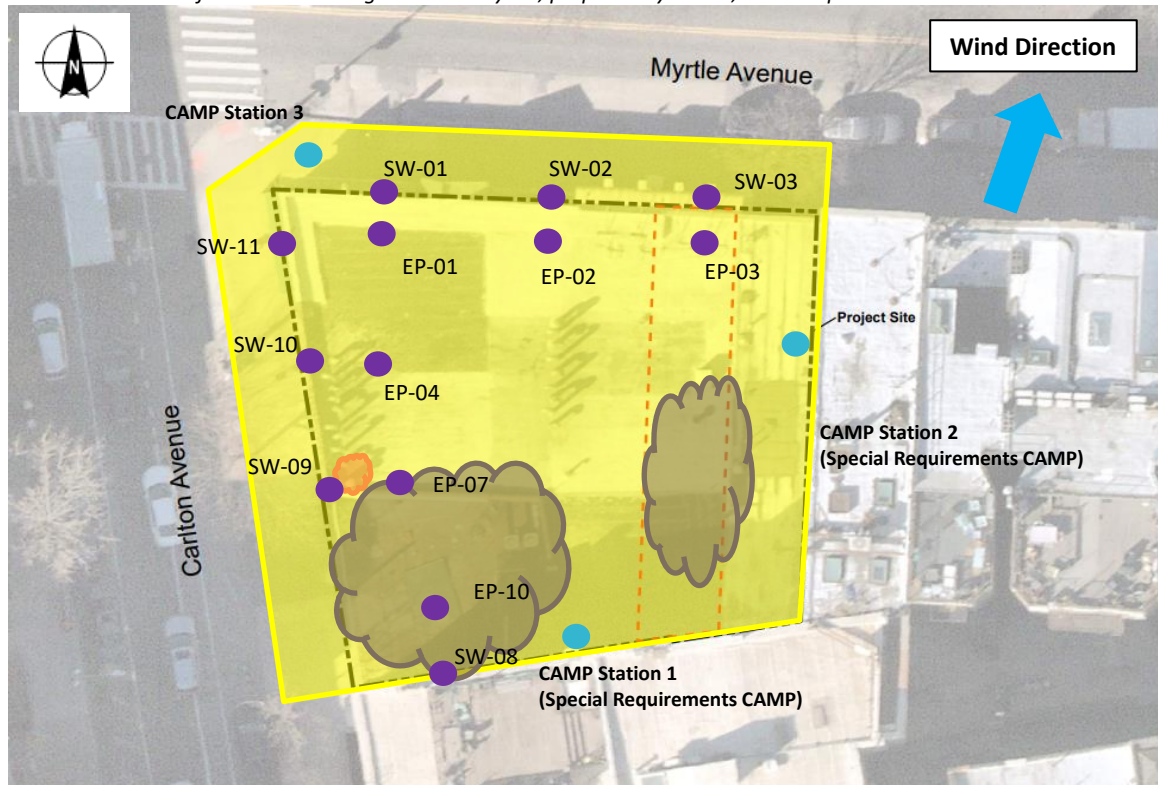 N
Wind Direction
Myrtle Avenue
CAMP Station 3
SW-01
SW-02
SW-03
SW-11
EP-01
EP-02
EP-03
Project Site
SW-10
EP-04
Carlton Avenue
CAMP Station 2
(Special Requirements CAMP)
SW-09
EP-07
EP-10
SW-08
CAMP Station 1
(Special Requirements CAMP)